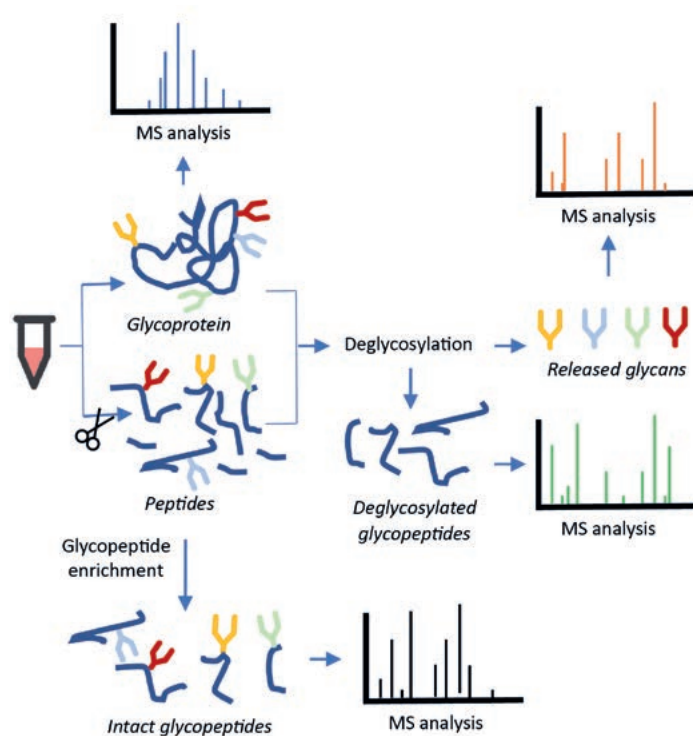 MS analysis
MS analysis
Glycoprotein
Deglycosylation
Released glycans
Peptides
Deglycosylated
glycopeptides
MS analysis
Glycopeptide
enrichment
Intact glycopeptides
MS analysis